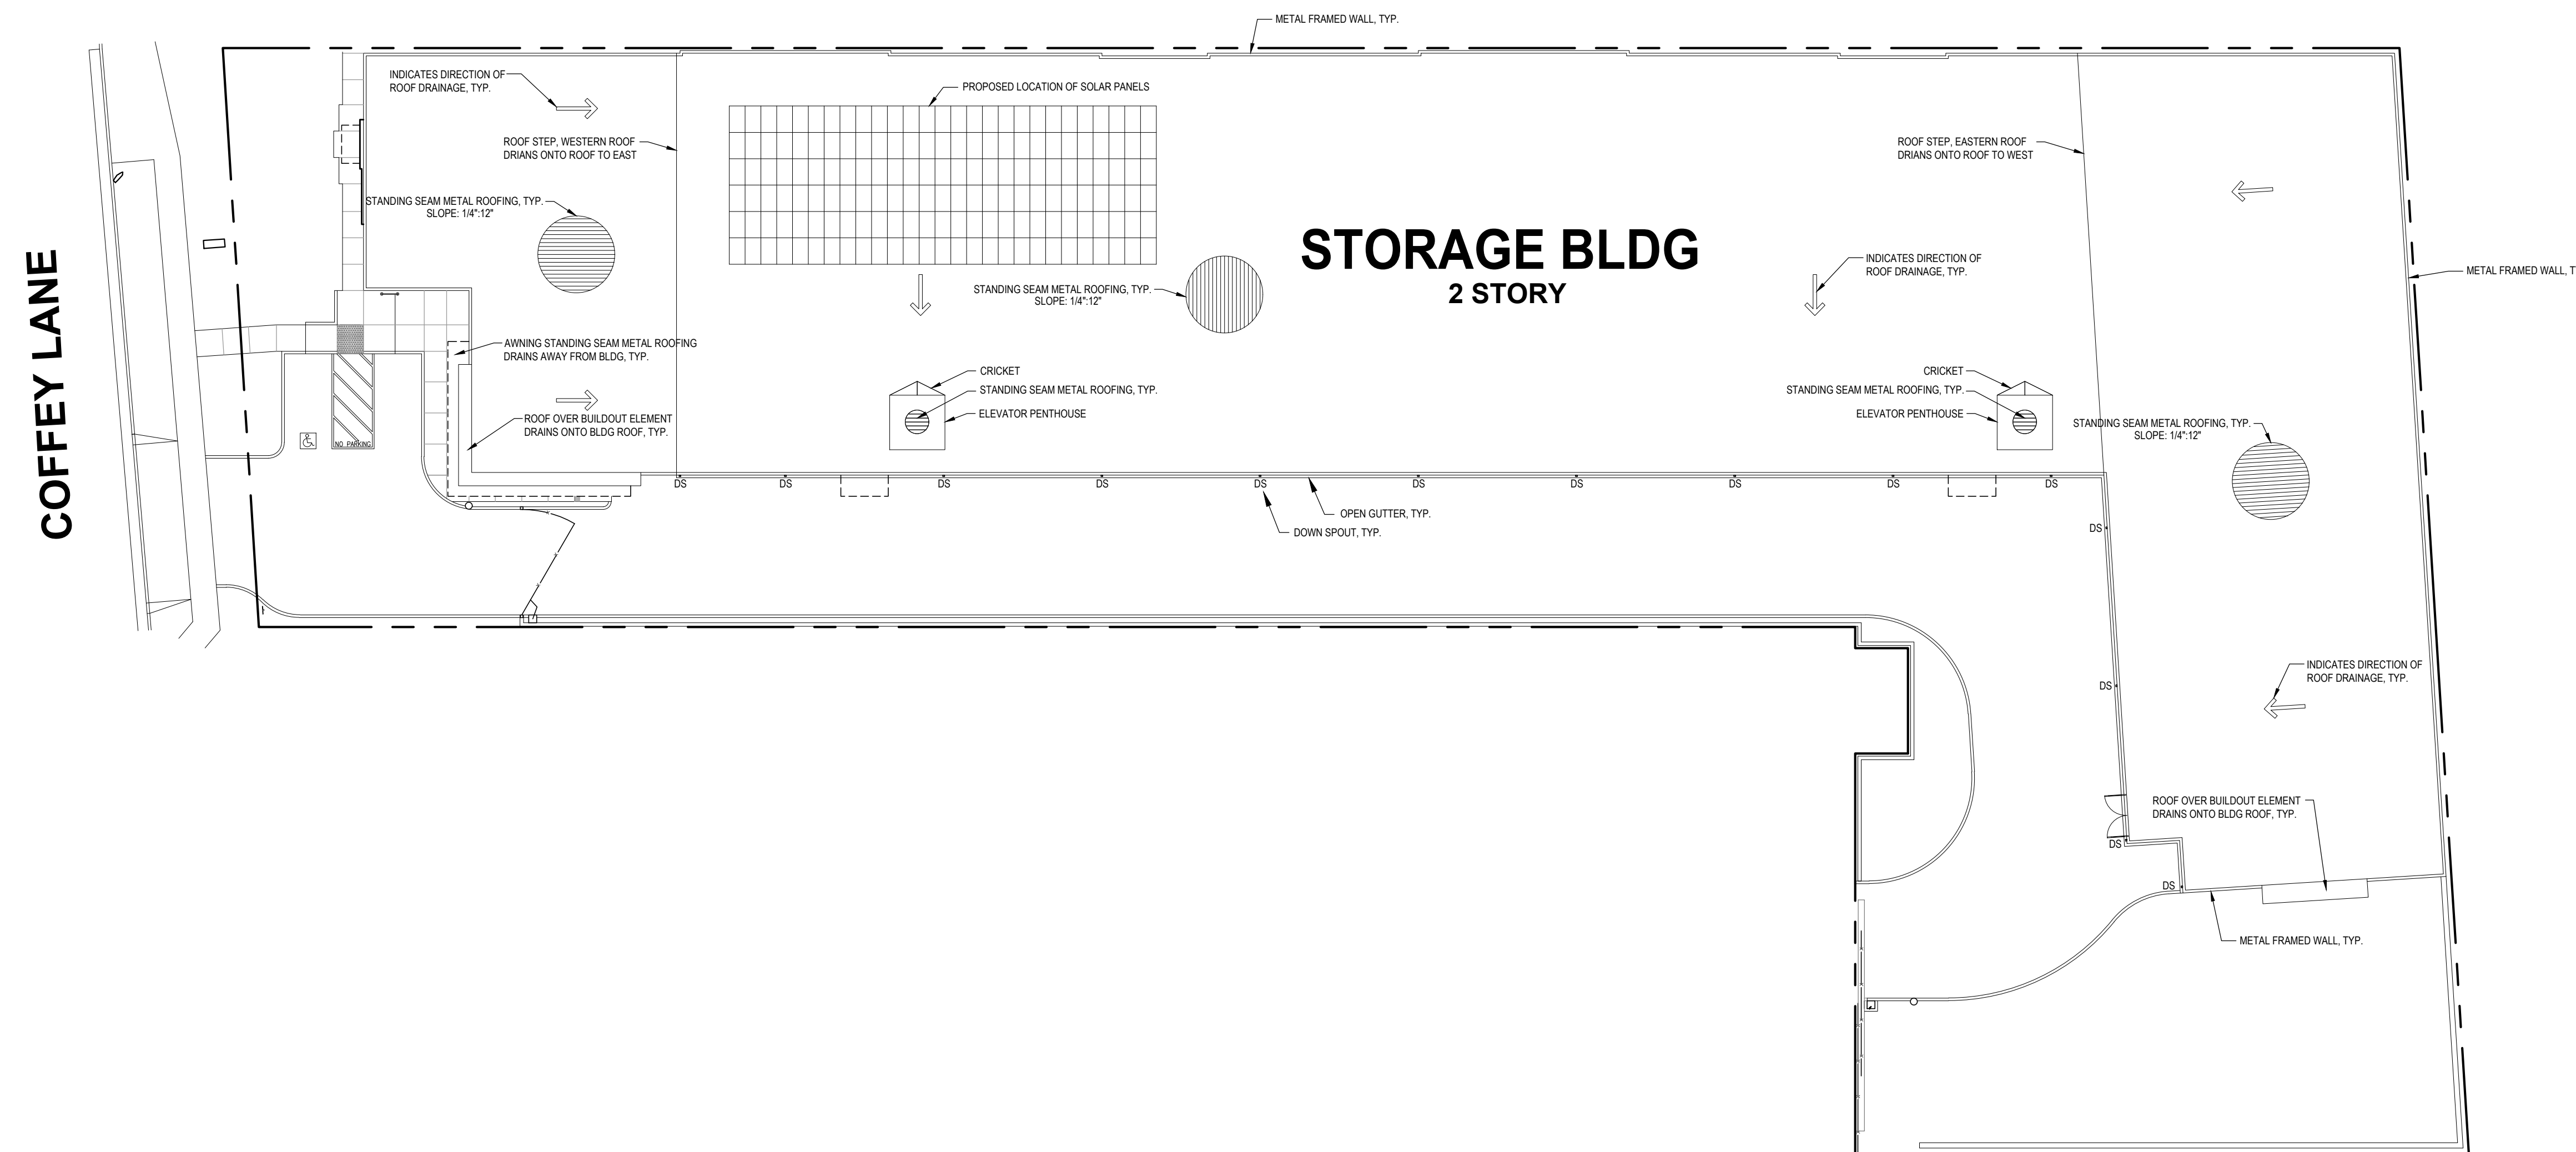 METAL FRAMED WALL, TYP.
INDICATES DIRECTION OF
ROOF DRAINAGE, TYP.
PROPOSED LOCATION OF SOLAR PANELS
ROOF STEP, WESTERN ROOF
DRIANS ONTO ROOF TO EAST
ROOF STEP, EASTERN ROOF
DRIANS ONTO ROOF TO WEST
STANDING SEAM METAL ROOFING, TYP.
SLOPE: 1/4":12"
STORAGE BLDG
2 STORY
COFFEY LANE
STANDING SEAM METAL ROOFING, TYP.
SLOPE: 1/4":12"
INDICATES DIRECTION OF
ROOF DRAINAGE, TYP.
METAL FRAMED WALL, T
AWNING STANDING SEAM METAL ROOFING
DRAINS AWAY FROM BLDG, TYP.
CRICKET
STANDING SEAM METAL ROOFING, TYP.
ELEVATOR PENTHOUSE
CRICKET
STANDING SEAM METAL ROOFING, TYP.
ELEVATOR PENTHOUSE
ROOF OVER BUILDOUT ELEMENT
DRAINS ONTO BLDG ROOF, TYP.
NO PARKING
STANDING SEAM METAL ROOFING, TYP.
SLOPE: 1/4":12"
DS
DS
DS
DS
DS
DS
DS
DS
DS
DS
OPEN GUTTER, TYP.
DOWN SPOUT, TYP.
DS
DS
INDICATES DIRECTION OF
ROOF DRAINAGE, TYP.
ROOF OVER BUILDOUT ELEMENT
DRAINS ONTO BLDG ROOF, TYP.
DS
DS
METAL FRAMED WALL, TYP.